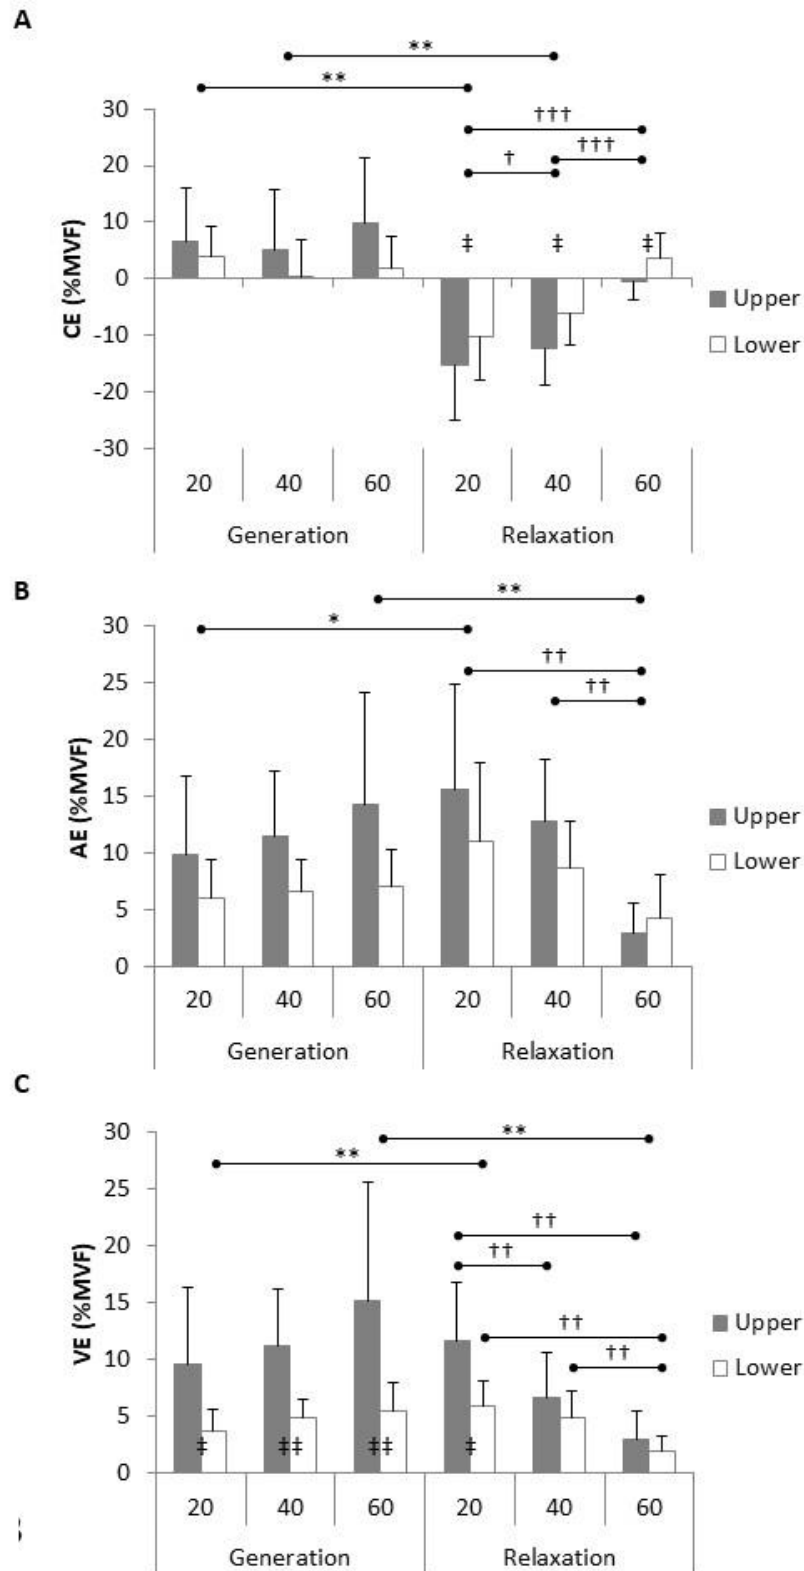 A
**
**
30
†††
†††
†
20
10
‡ ‡ ‡
0
-10
-20
-30
CE (%MVF)
Upper
Lower
20 40 60 20 40 60
Generation Relaxation
B
**
*
30
††
††
25
20
15
10
5
0
AE (%MVF)
Upper
Lower
20 40 60 20 40 60
Generation Relaxation
C
**
**
30
25
††
††
20
15
††
††
10
5
‡ ‡‡ ‡‡ ‡
0
VE (%MVF)
Upper
Lower
20 40 60 20 40 60
Generation Relaxation